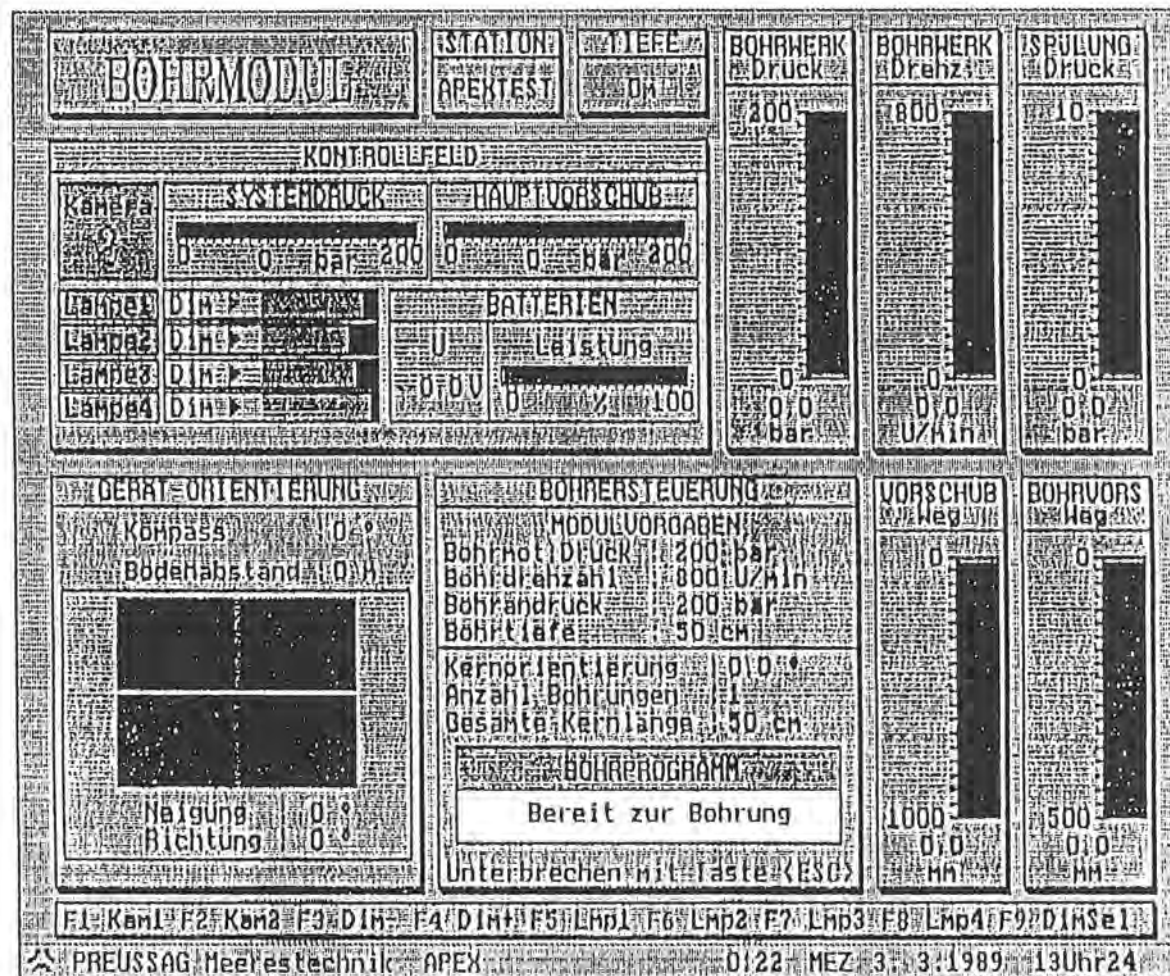 BOHRMODUL
STATION
APEXTEST
TIEFE
0M
BOHRWERK
Druck
200
0
0.0
bar
BOHRWERK
Drehz.
800
0
0.0
U/Min
SPÜLUNG
Druck
10
0
0.0
bar
KONTROLLFELD
Kamera
2
SYSTEMDRUCK
0 0 bar 200
HAUPTVORSCHUB
0 0 bar 200
Lampe1 Dim
Lampe2 Dim
Lampe3 Dim
Lampe4 Dim
BATTERIEN
U
0.0V
Leistung
0 % 100
GERÄT-ORIENTIERUNG
Kompass : 0 °
Bodenabstand : 0 M
Neigung : 0 °
Richtung : 0 °
BOHRERSTEUERUNG
MODULVORGABEN
Bohrmot.Druck : 200 bar
Bohrdrehzahl : 800 U/Min
Bohrandruck : 200 bar
Bohrtiefe : 50 cm
Kernorientierung : 0.0 °
Anzahl Bohrungen : 1
Gesamte Kernlänge : 50 cm
BOHRPROGRAMM
Bereit zur Bohrung
Unterbrechen mit Taste <ESC>
VORSCHUB
Weg
0
1000
0.0
MM
BOHRVORS
Weg
0
500
0.0
MM
F1 Kam1 F2 Kam2 F3 Dim- F4 Dim+ F5 Lmp1 F6 Lmp2 F7 Lmp3 F8 Lmp4 F9 DimSel
PREUSSAG Meerestechnik APEX 0:22 MEZ 3. 3.1989 13Uhr24